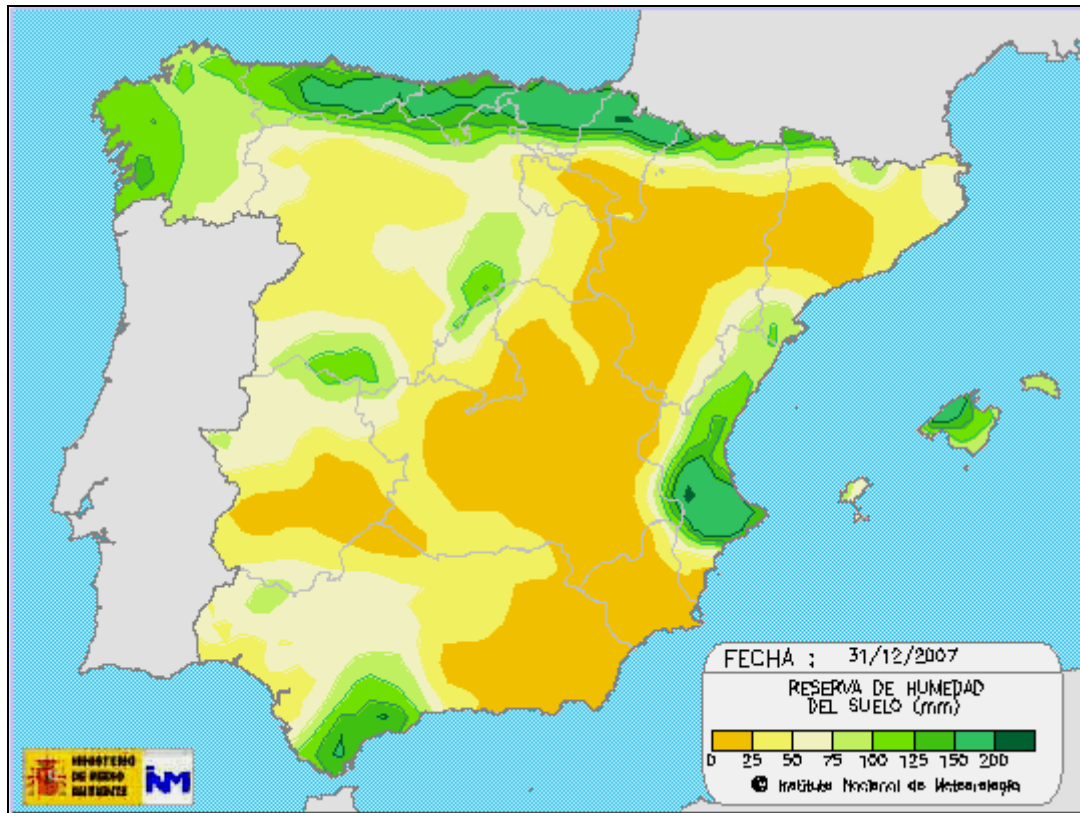 FECHA : 31/12/2007
RESERVA DE HUMEDAD
DEL SUELO (mm)
0 25 50 75 100 125 150 200
© Instituto Nacional de Meteorología
MINISTERIO
DE MEDIO
AMBIENTE
INM